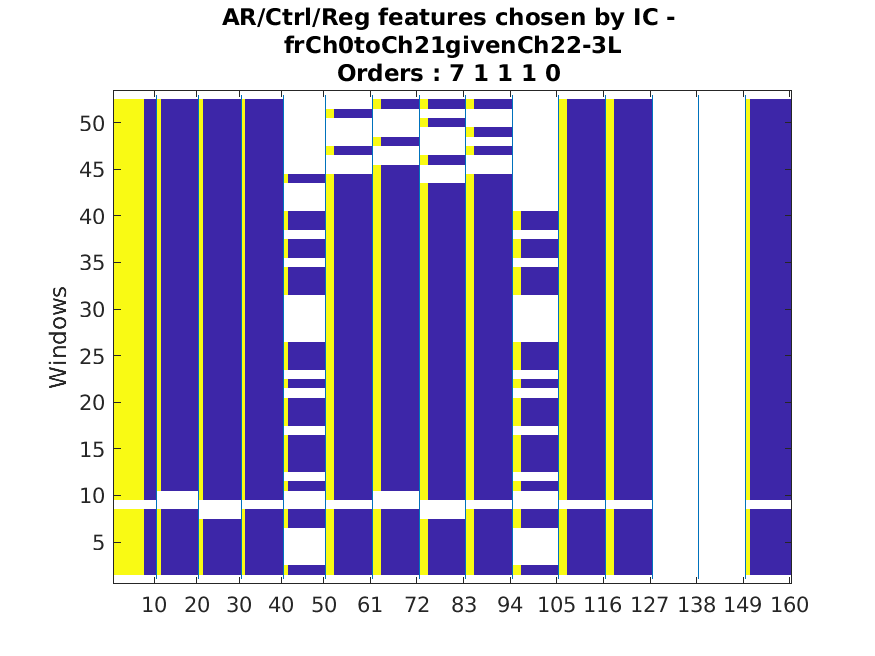 AR/Ctrl/Reg features chosen by IC -
frCh0toCh21givenCh22-3L
Orders : 7 1 1 1 0
50
45
40
35
30
25
20
15
10
5
Windows
10 20 30 40 50 61 72 83 94 105 116 127 138 149 160